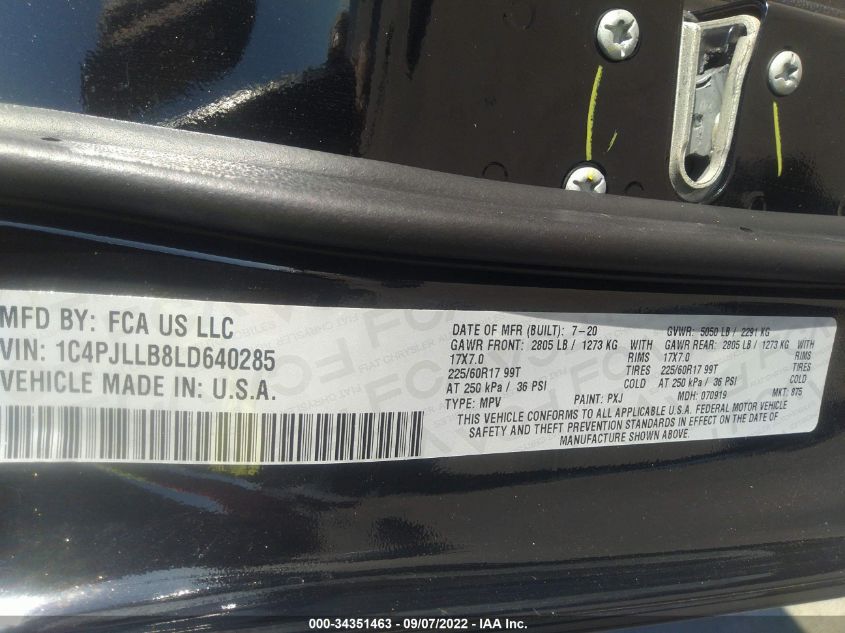 MFD BY: FCA US LLC
VIN: 1C4PJLLB8LD640285
VEHICLE MADE IN: U.S.A.
DATE OF MFR (BUILT): 7-20 GVWR: 5050 LB / 2291 KG
GAWR FRONT: 2805 LB / 1273 KG WITH GAWR REAR: 2805 LB / 1273 KG WITH
17X7.0 RIMS 17X7.0 RIMS
225/60R17 99T TIRES 225/60R17 99T TIRES
AT 250 kPa / 36 PSI COLD AT 250 kPa / 36 PSI COLD
TYPE: MPV PAINT: PXJ MDH: 070919 MKT: 875
THIS VEHICLE CONFORMS TO ALL APPLICABLE U.S.A. FEDERAL MOTOR VEHICLE
SAFETY AND THEFT PREVENTION STANDARDS IN EFFECT ON THE DATE OF
MANUFACTURE SHOWN ABOVE.
000-34351463 - 09/07/2022 - IAA Inc.